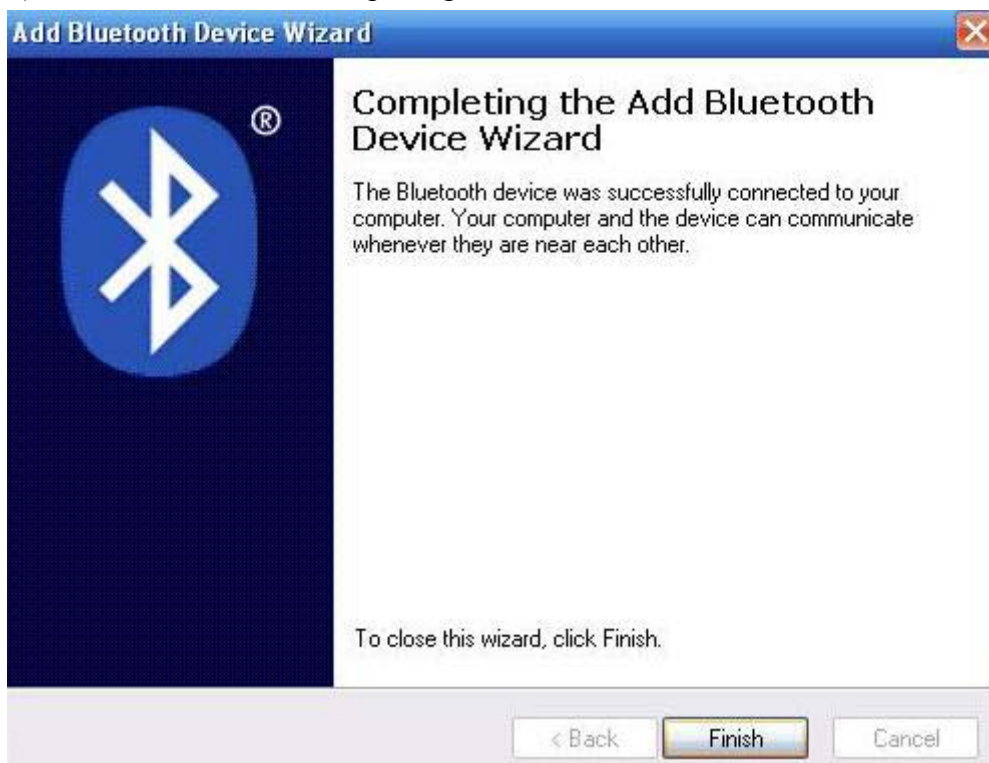 Add Bluetooth Device Wizard
®
Completing the Add Bluetooth
Device Wizard
The Bluetooth device was successfully connected to your
computer. Your computer and the device can communicate
whenever they are near each other.
To close this wizard, click Finish.
< Back Finish Cancel